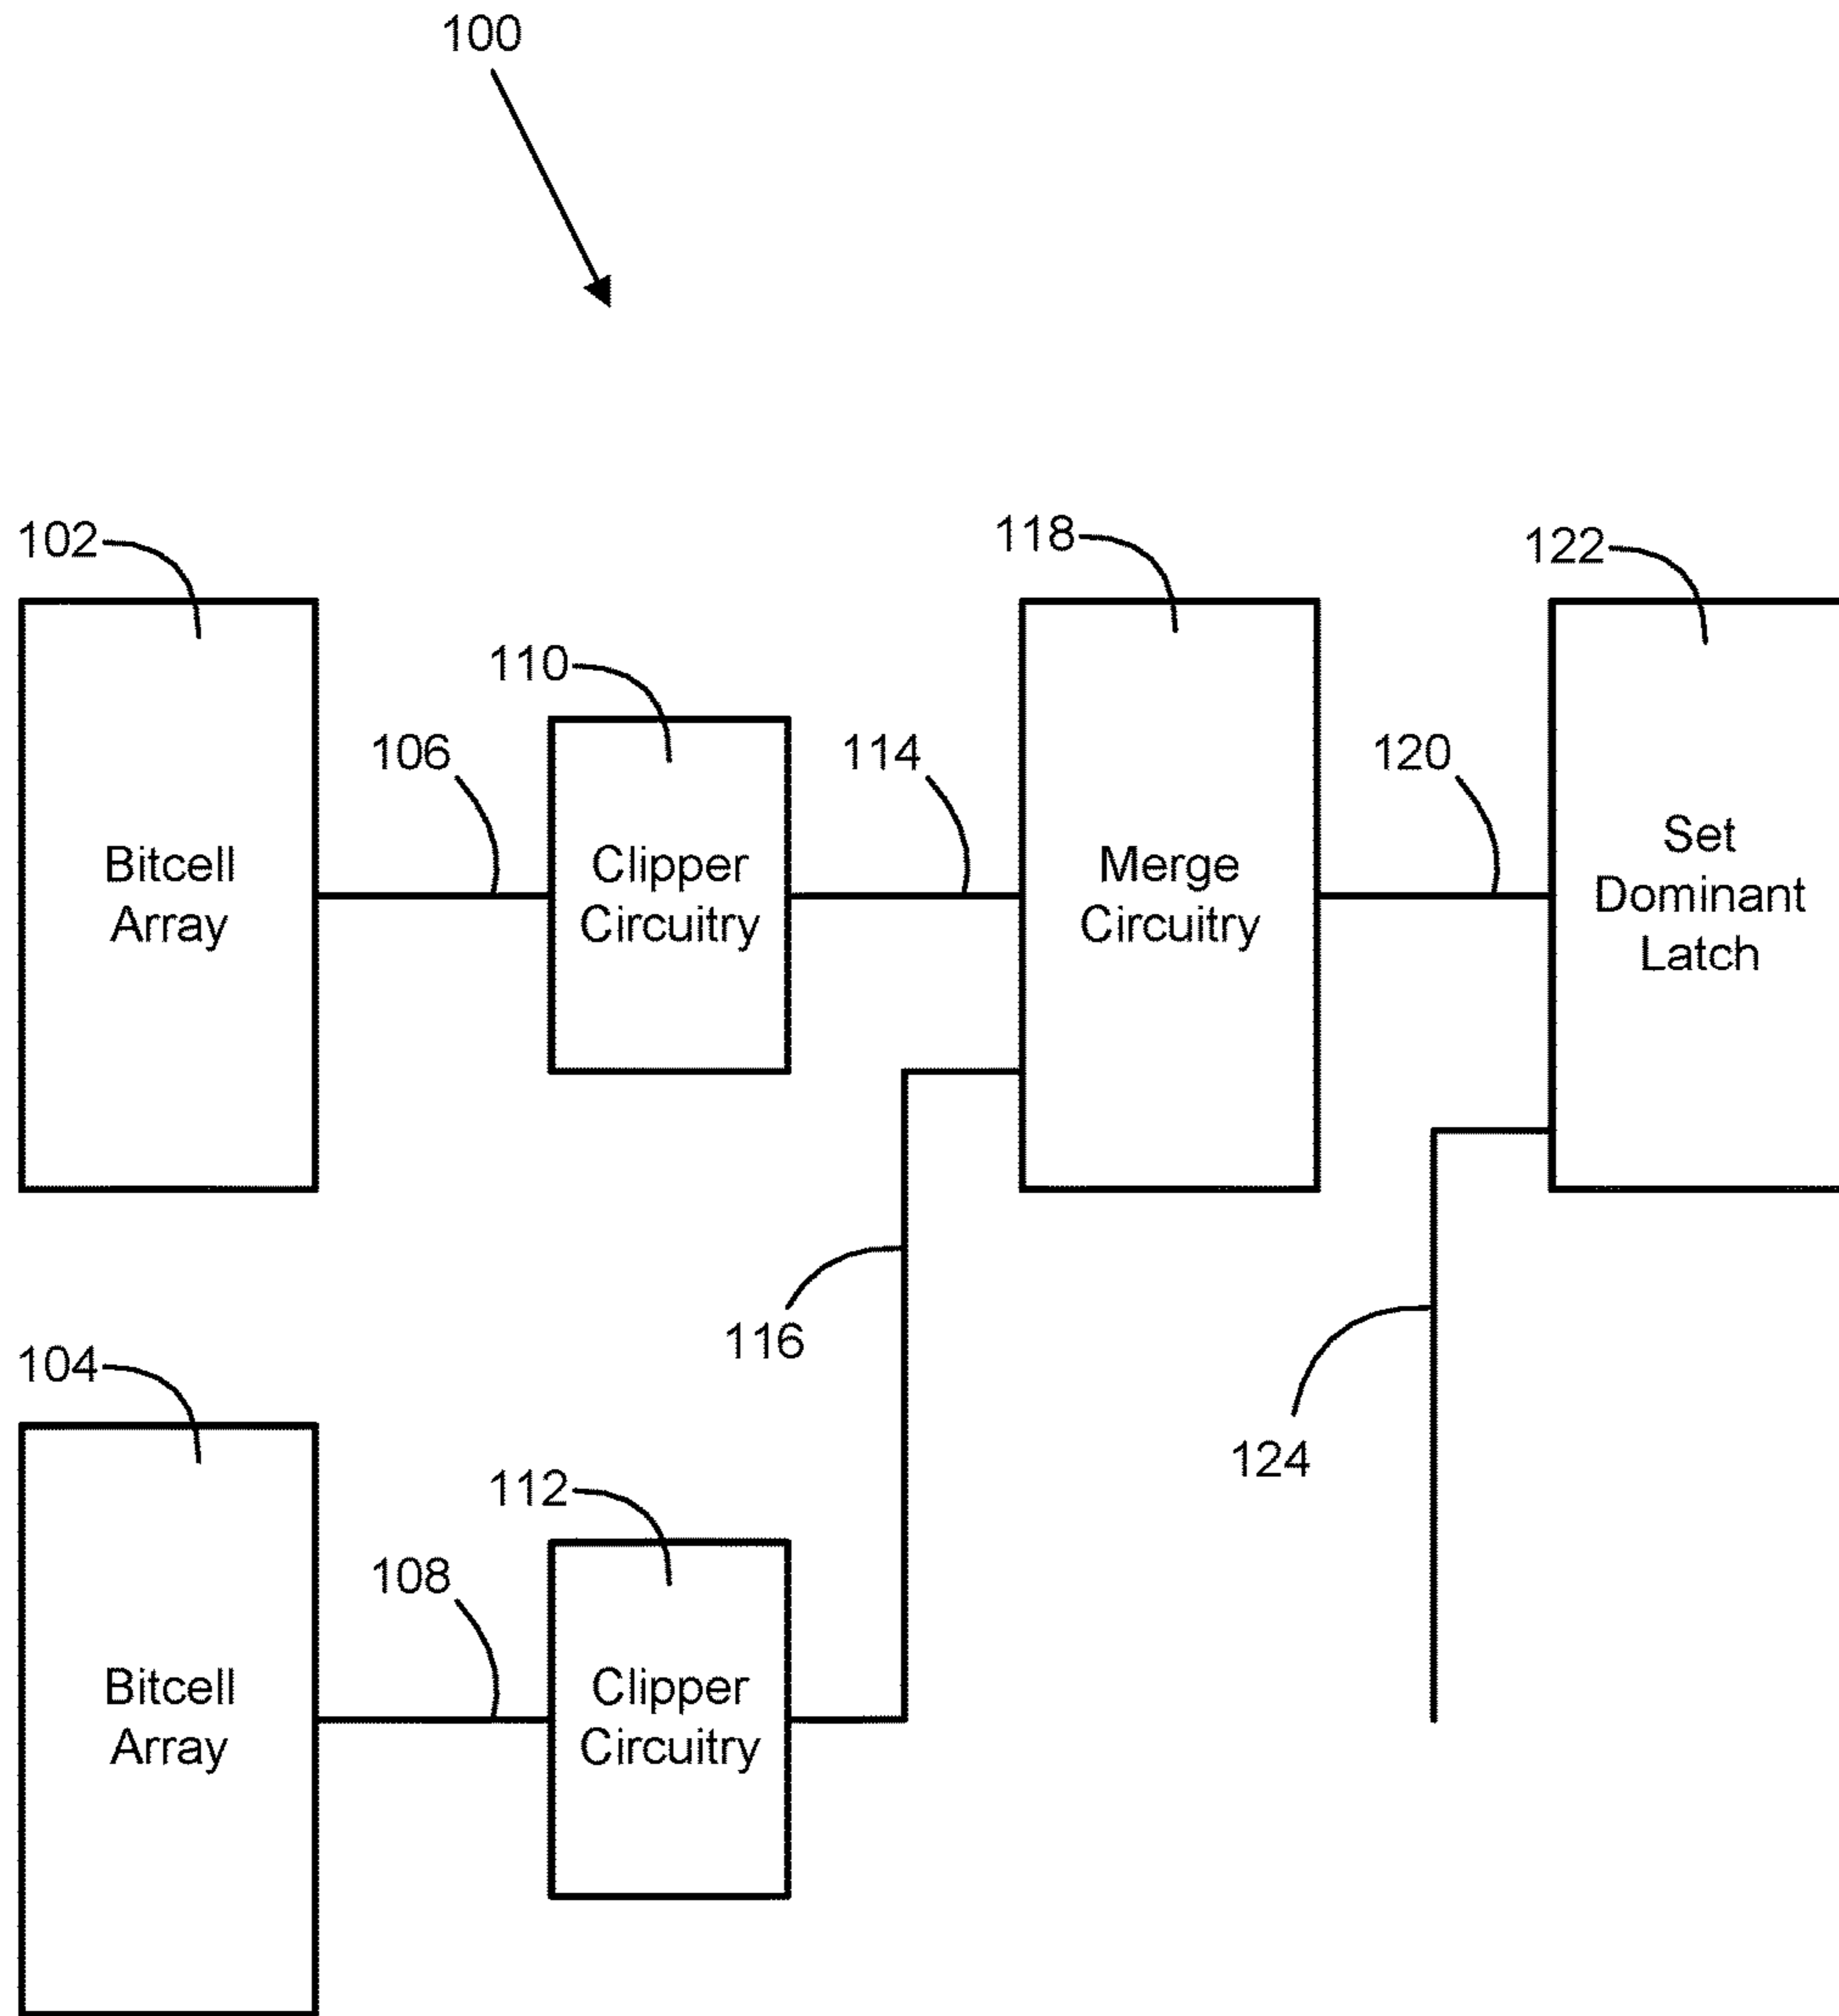 100
102
118
122
110
106
114
120
Bitcell
Array
Clipper
Circuitry
Merge
Circuitry
Set
Dominant
Latch
116
104
124
112
108
Bitcell
Array
Clipper
Circuitry